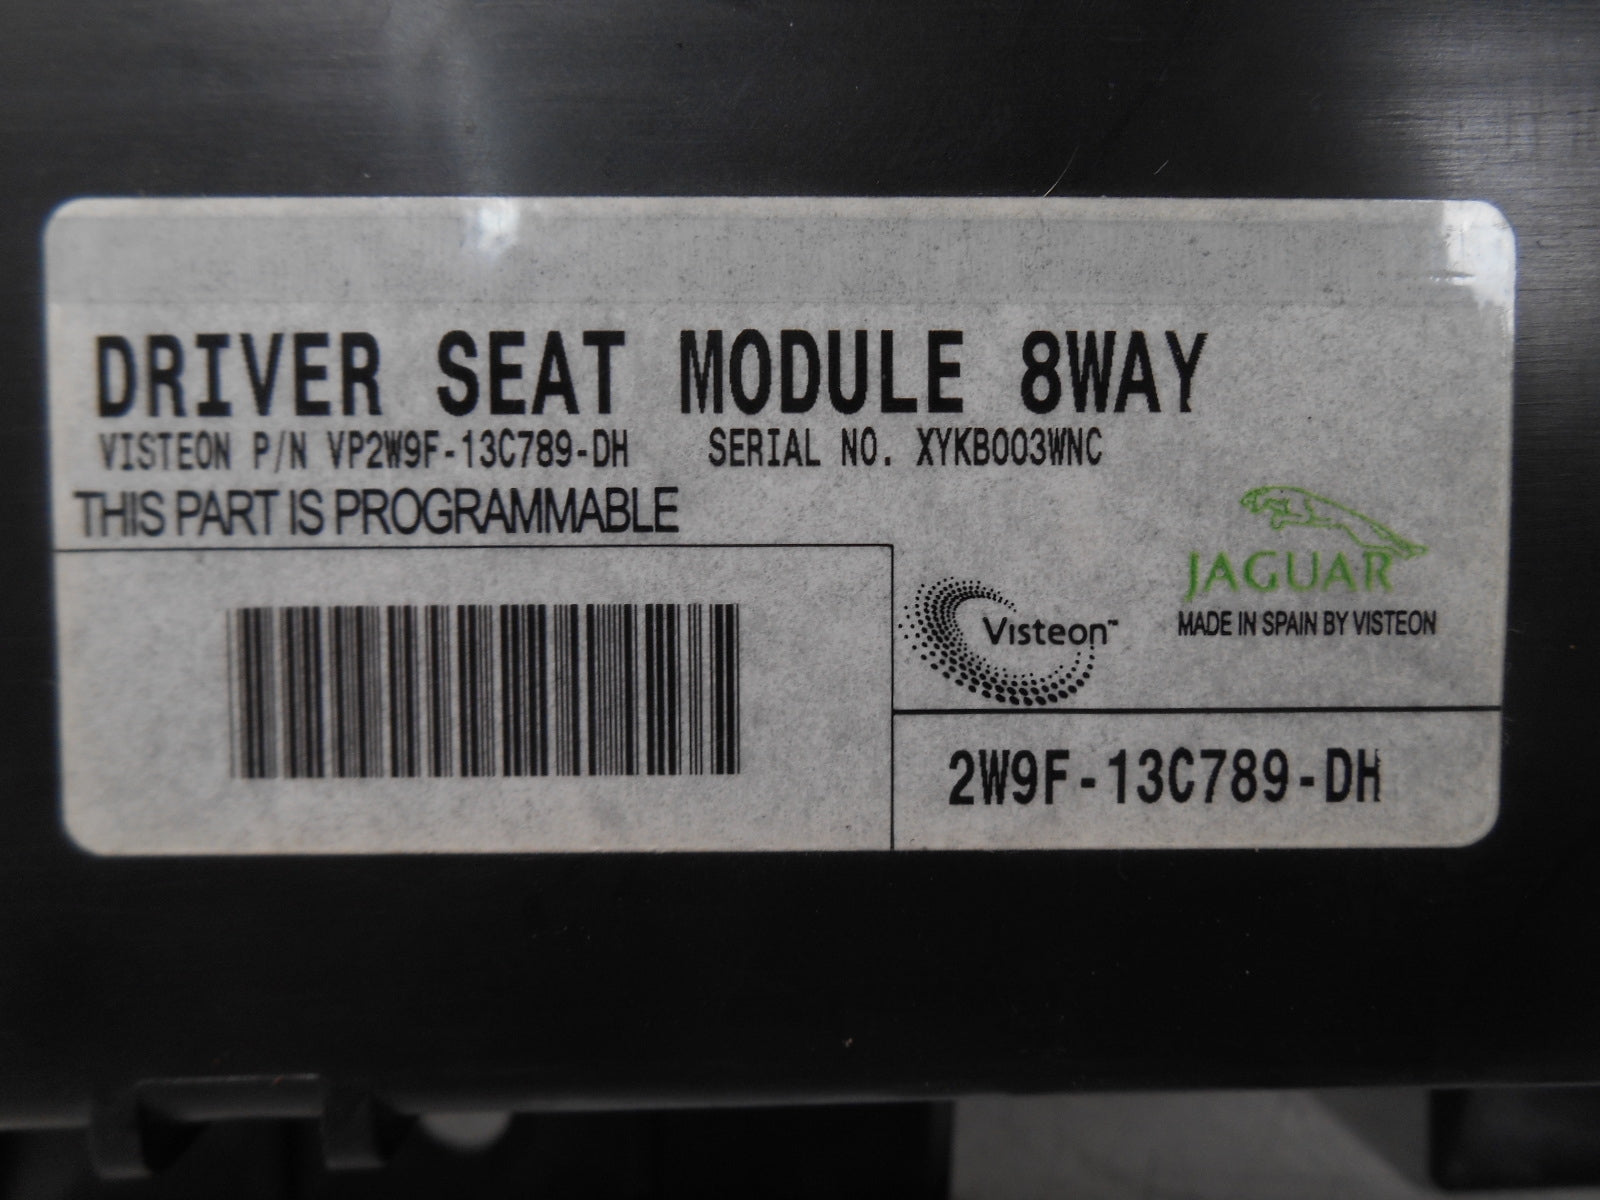 DRIVER SEAT MODULE 8WAY
VISTEON P/N VP2W9F-13C789-DH SERIAL NO. XYKB003WNC
THIS PART IS PROGRAMMABLE
JAGUAR
Visteon™
MADE IN SPAIN BY VISTEON
2W9F-13C789-DH